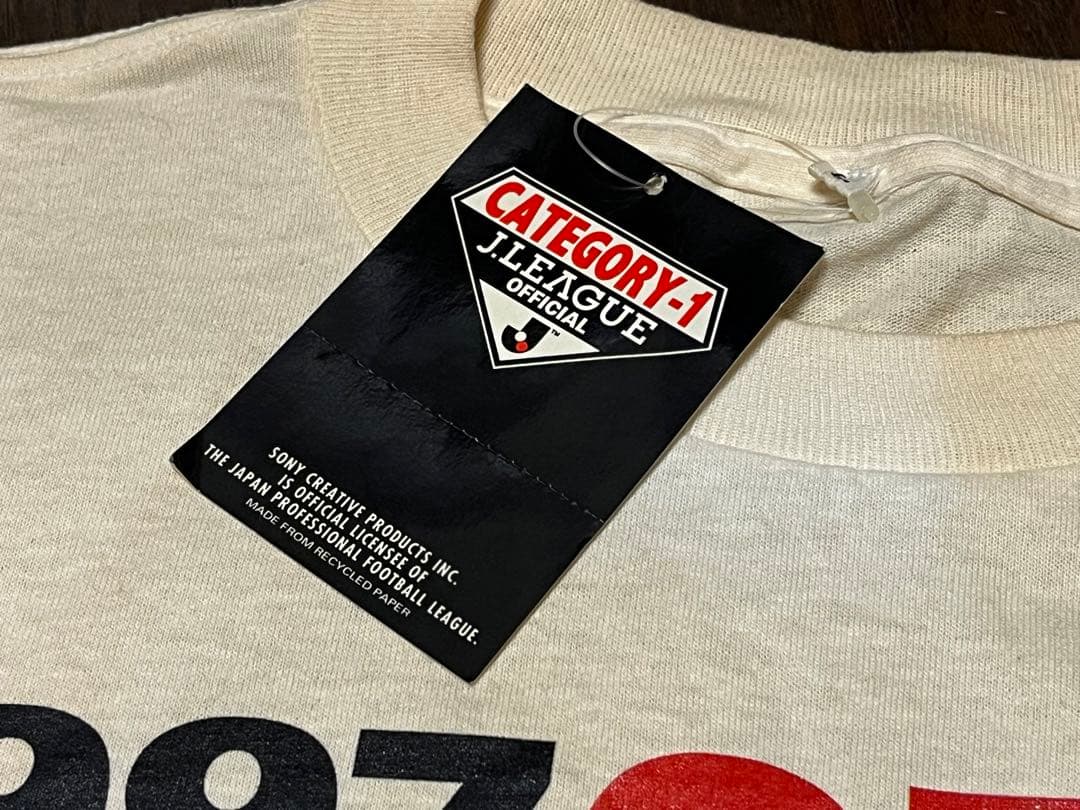 CATEGORY-1
J.LEAGUE
OFFICIAL
J™
SONY CREATIVE PRODUCTS INC.
IS OFFICIAL LICENSEE OF
THE JAPAN PROFESSIONAL FOOTBALL LEAGUE.
MADE FROM RECYCLED PAPER